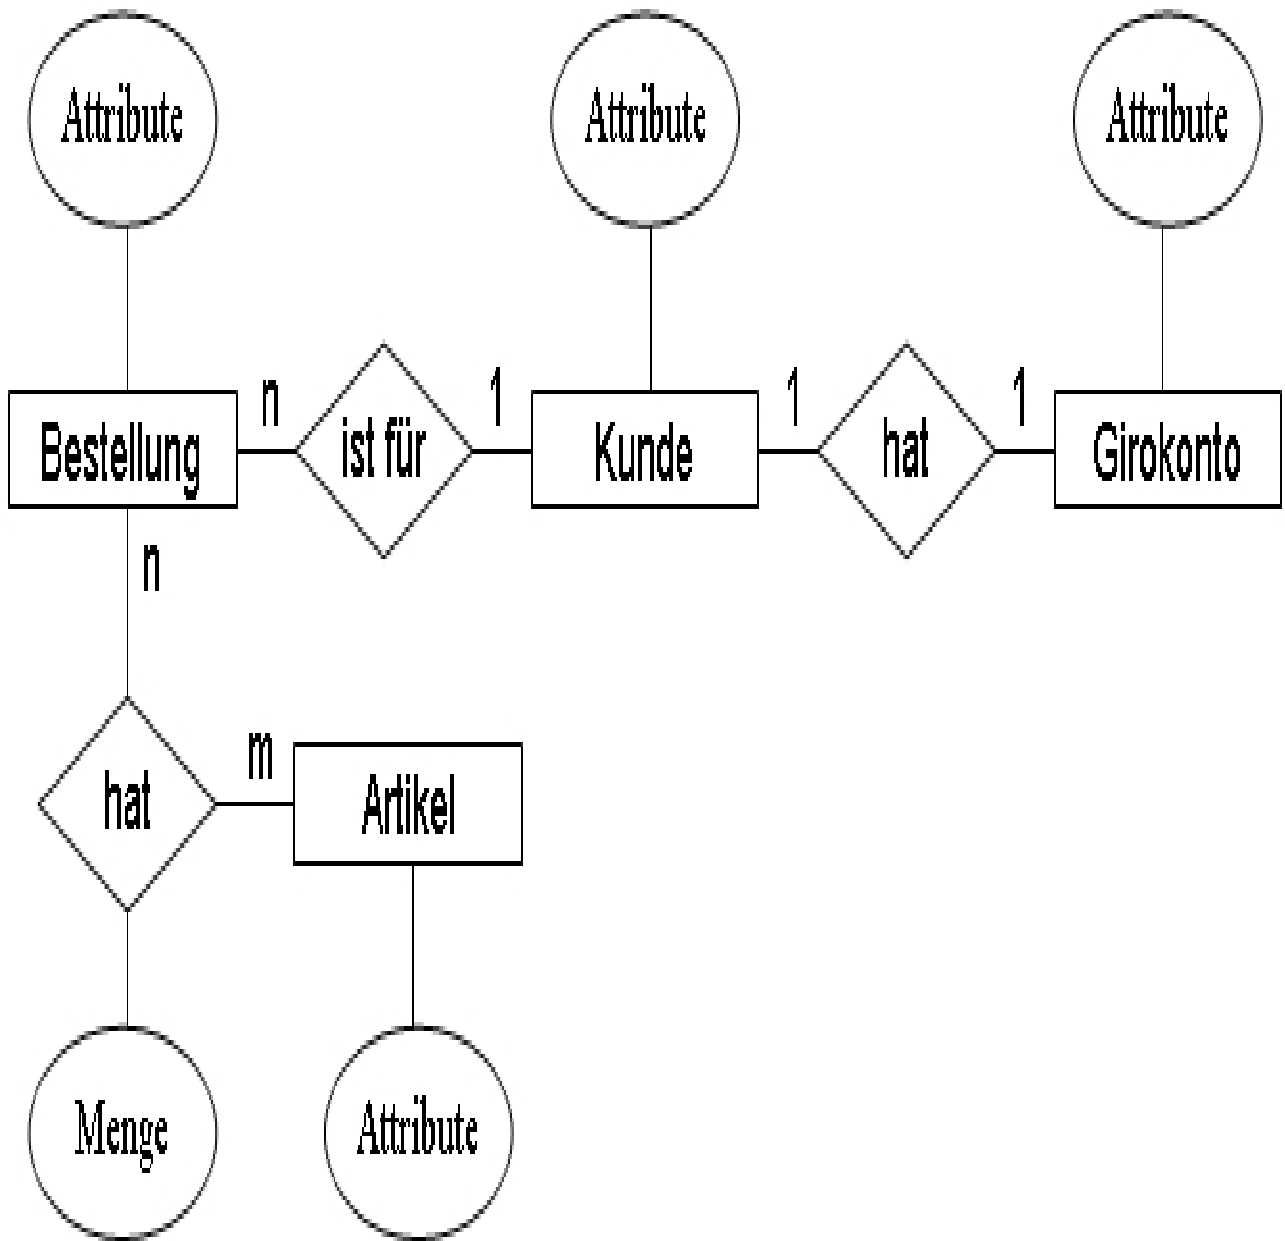 Attribute
Attribute
Attribute
n
1
1
1
Bestellung
ist für
Kunde
hat
Girokonto
n
m
hat
Artikel
Menge
Attribute